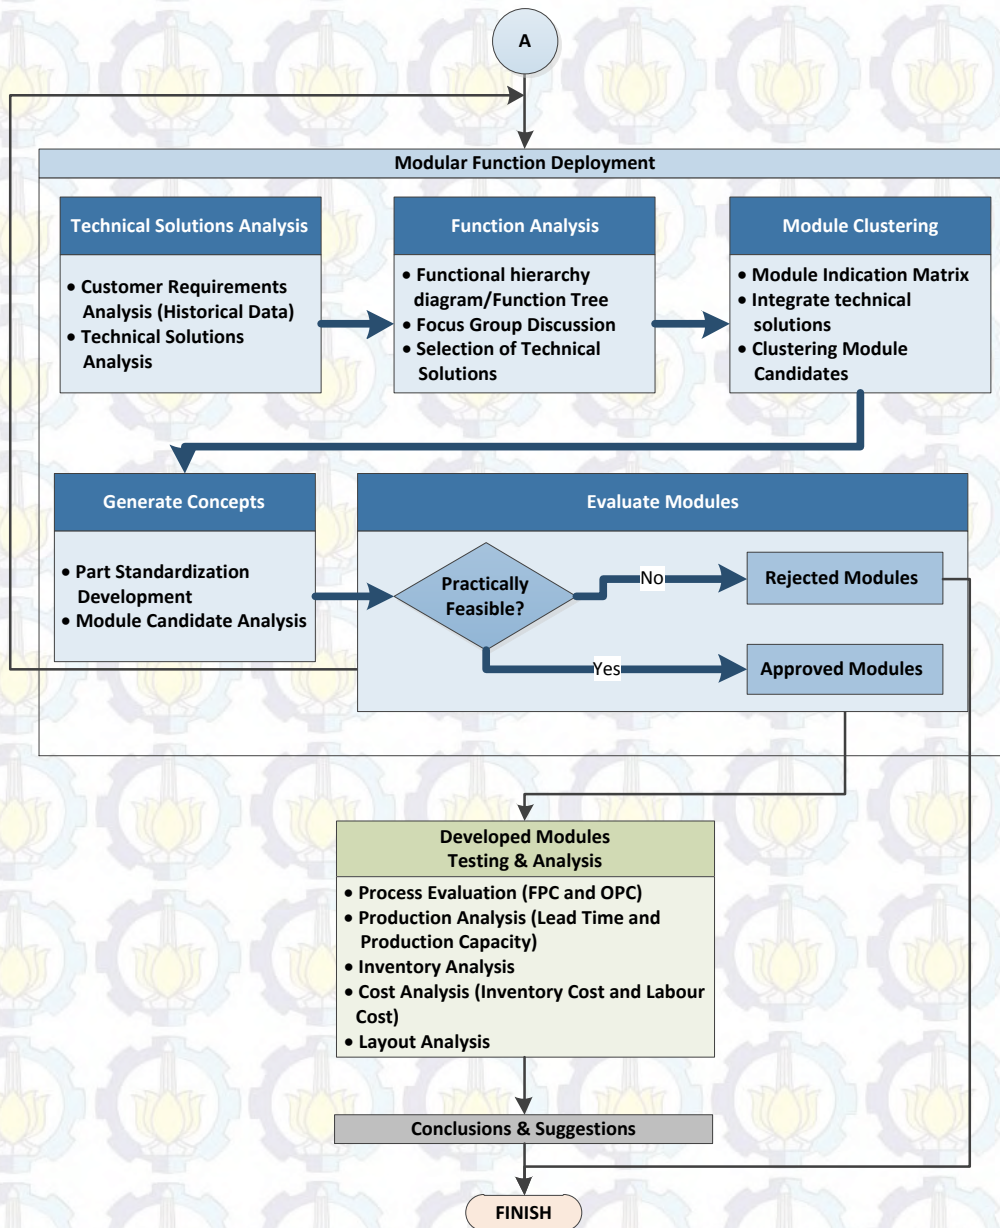 A
Modular Function Deployment
Technical Solutions Analysis
• Customer Requirements
Analysis (Historical Data)
• Technical Solutions
Analysis
Function Analysis
• Functional hierarchy
diagram/Function Tree
• Focus Group Discussion
• Selection of Technical
Solutions
Module Clustering
• Module Indication Matrix
• Integrate technical
solutions
• Clustering Module
Candidates
Generate Concepts
• Part Standardization
Development
• Module Candidate Analysis
Evaluate Modules
Practically
Feasible?
No
Rejected Modules
Yes
Approved Modules
Developed Modules
Testing & Analysis
• Process Evaluation (FPC and OPC)
• Production Analysis (Lead Time and
Production Capacity)
• Inventory Analysis
• Cost Analysis (Inventory Cost and Labour
Cost)
• Layout Analysis
Conclusions & Suggestions
FINISH